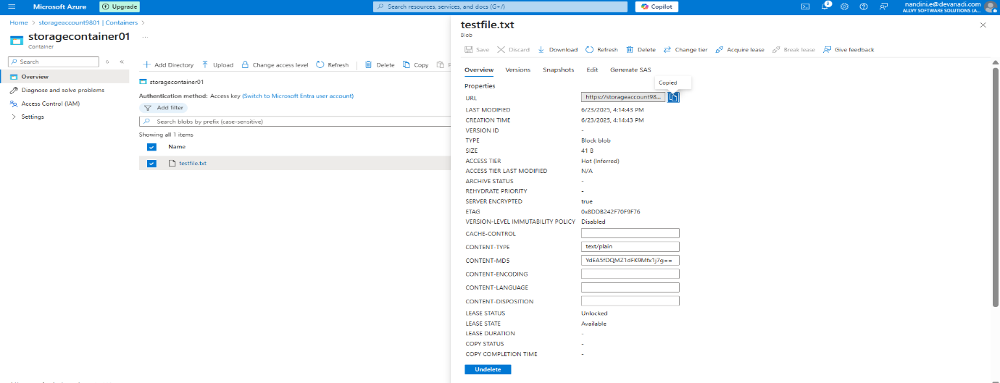 Microsoft Azure
Upgrade
Search resources, services, and docs (G+/)
Copilot
9
nandini.e@devanadi.com
ALLVY SOFTWARE SOLUTIONS (A...
Home > storageaccount9801 | Containers >
storagecontainer01 ...
Container
Search
Overview
Diagnose and solve problems
Access Control (IAM)
Settings
Add Directory Upload Change access level Refresh Delete Copy
storagecontainer01
Authentication method: Access key (Switch to Microsoft Entra user account)
Add filter
Search blobs by prefix (case-sensitive)
Showing all 1 items
Name
testfile.txt
testfile.txt
Blob
Save Discard Download Refresh Delete Change tier Acquire lease Break lease Give feedback
Overview Versions Snapshots Edit Generate SAS
Copied
Properties
URL https://storageaccount98...
LAST MODIFIED 6/23/2025, 4:14:43 PM
CREATION TIME 6/23/2025, 4:14:43 PM
VERSION ID -
TYPE Block blob
SIZE 41 B
ACCESS TIER Hot (Inferred)
ACCESS TIER LAST MODIFIED N/A
ARCHIVE STATUS -
REHYDRATE PRIORITY -
SERVER ENCRYPTED true
ETAG 0x8DDB242F70F9F76
VERSION-LEVEL IMMUTABILITY POLICY Disabled
CACHE-CONTROL
CONTENT-TYPE text/plain
CONTENT-MD5 YdEA5fDQMZ1dFK9Mfx1j7g==
CONTENT-ENCODING
CONTENT-LANGUAGE
CONTENT-DISPOSITION
LEASE STATUS Unlocked
LEASE STATE Available
LEASE DURATION -
COPY STATUS -
COPY COMPLETION TIME -
Undelete